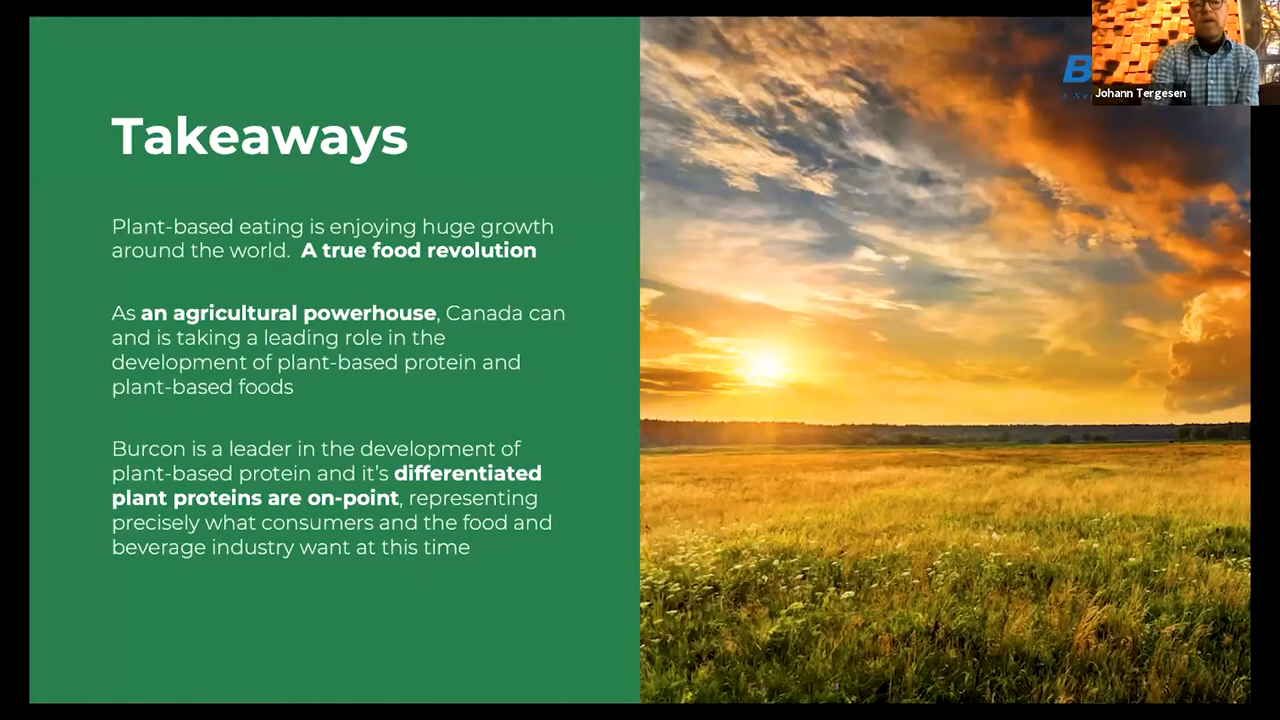 Takeaways
Plant-based eating is enjoying huge growth
around the world. A true food revolution
As an agricultural powerhouse, Canada can
and is taking a leading role in the
development of plant-based protein and
plant-based foods
Burcon is a leader in the development of
plant-based protein and it’s differentiated
plant proteins are on-point, representing
precisely what consumers and the food and
beverage industry want at this time
B
Johann Tergesen